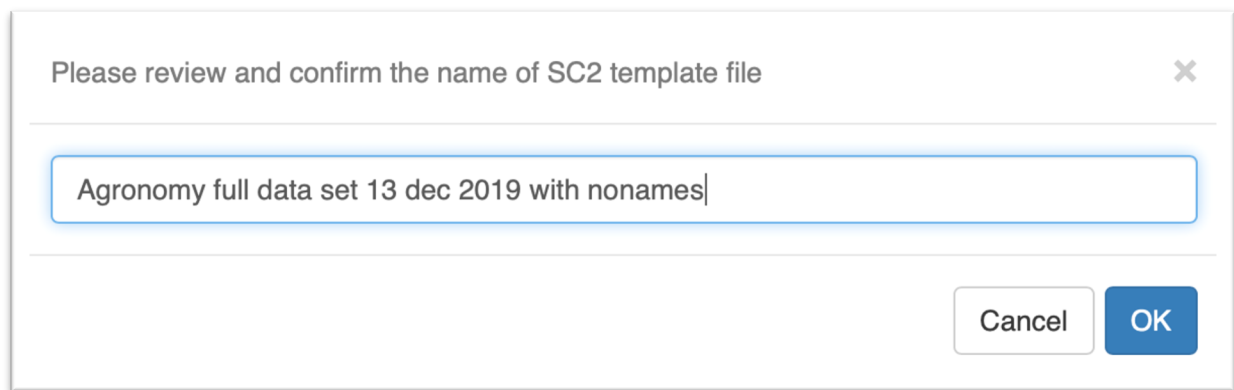 Please review and confirm the name of SC2 template file ×
Agronomy full data set 13 dec 2019 with nonames
Cancel OK